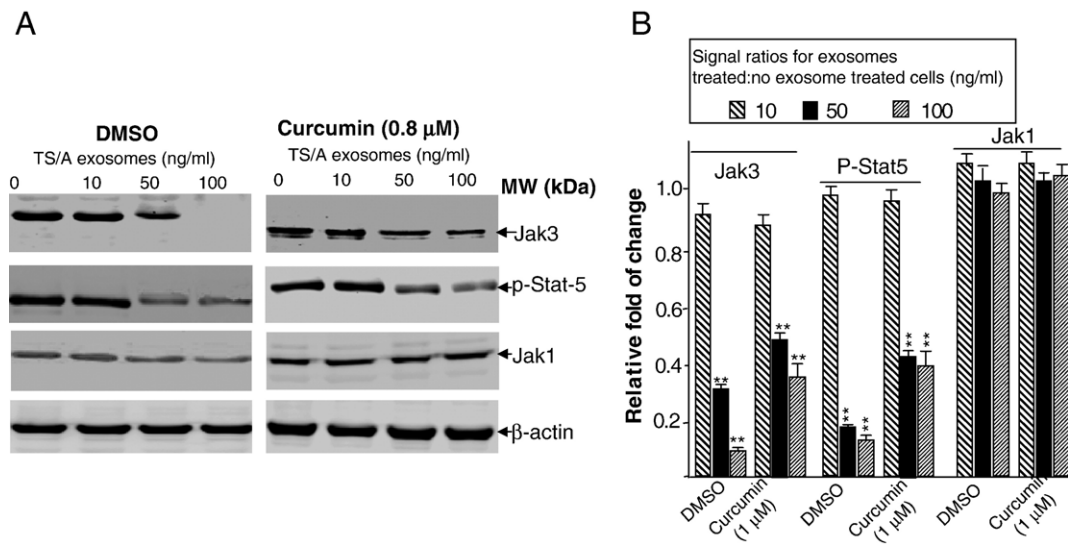 A
DMSO
TS/A exosomes (ng/ml)
0 10 50 100
Curcumin (0.8 μM)
TS/A exosomes (ng/ml)
0 10 50 100
MW (kDa)
Jak3
p-Stat-5
Jak1
β-actin
B
Signal ratios for exosomes
treated:no exosome treated cells (ng/ml)
10 50 100
Jak3
P-Stat5
Jak1
Relative fold of change
1.0
0.8
0.6
0.4
0.2
**
**
**
**
**
**
**
**
DMSO
Curcumin
(1 μM)
DMSO
Curcumin
(1 μM)
DMSO
Curcumin
(1 μM)